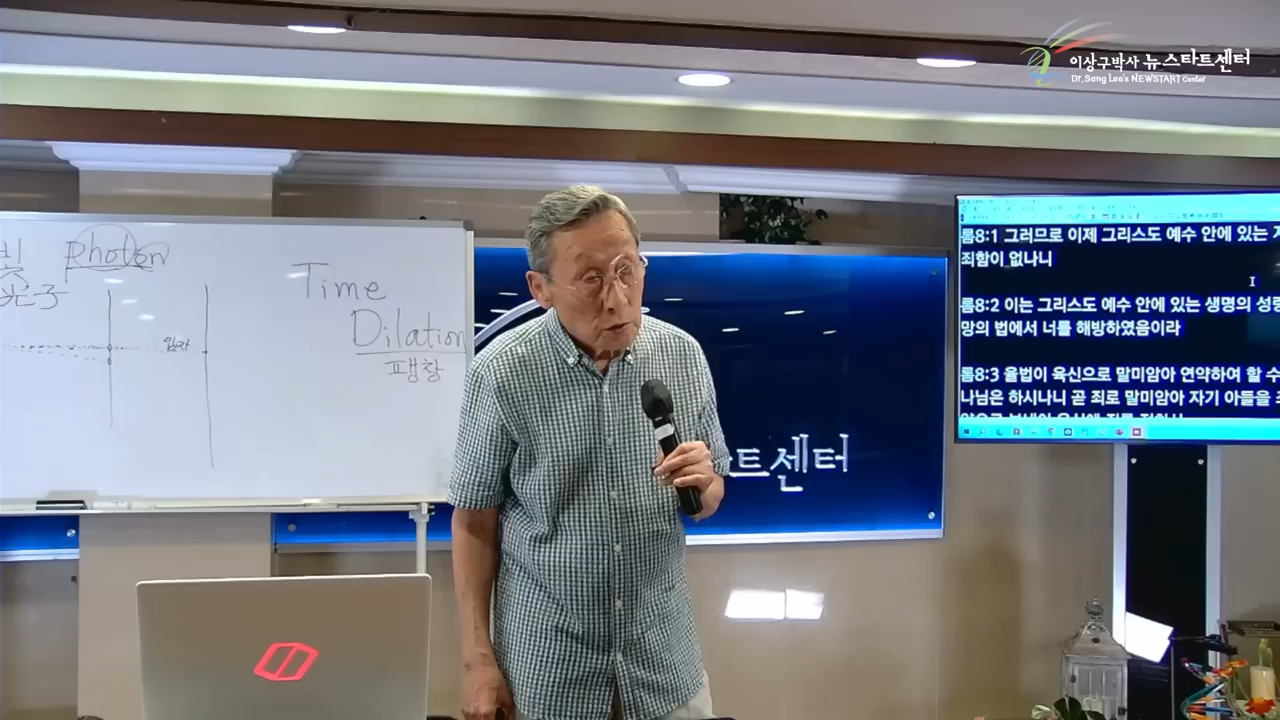 이상구박사 뉴스타트센터
Dr.Sang Lee's NEWSTART Center
빛 photon
光子
입자
Time
Dilation
팽창
스타트센터
롬8:1 그러므로 이제 그리스도 예수 안에 있는
죄함이 없나니
롬8:2 이는 그리스도 예수 안에 있는 생명의
망의 법에서 너를 해방하였음이라
롬8:3 율법이 육신으로 말미암아 연약하여 할 수
나님은 하시나니 곧 죄로 말미암아 자기 아들을